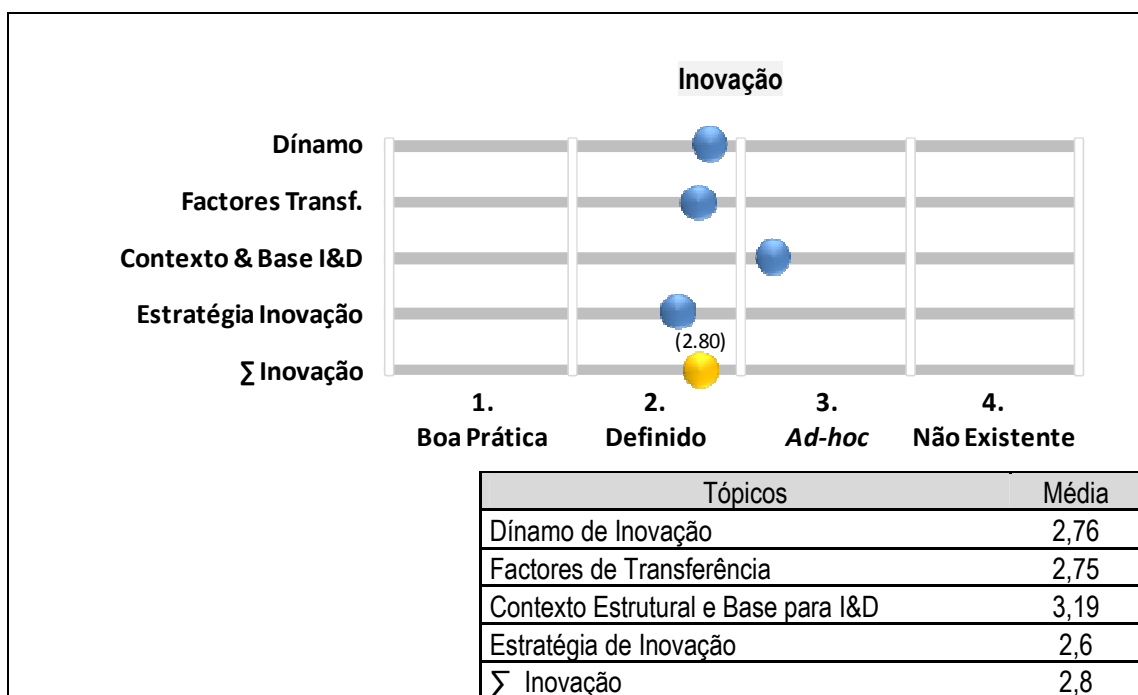 Inovação
Dínamo
Factores Transf.
Contexto & Base I&D
Estratégia Inovação
(2.80)
∑ Inovação
1. 2. 3. 4.
Boa Prática Definido Ad-hoc Não Existente
Tópicos Média
Dínamo de Inovação 2,76
Factores de Transferência 2,75
Contexto Estrutural e Base para I&D 3,19
Estratégia de Inovação 2,6
∑ Inovação 2,8